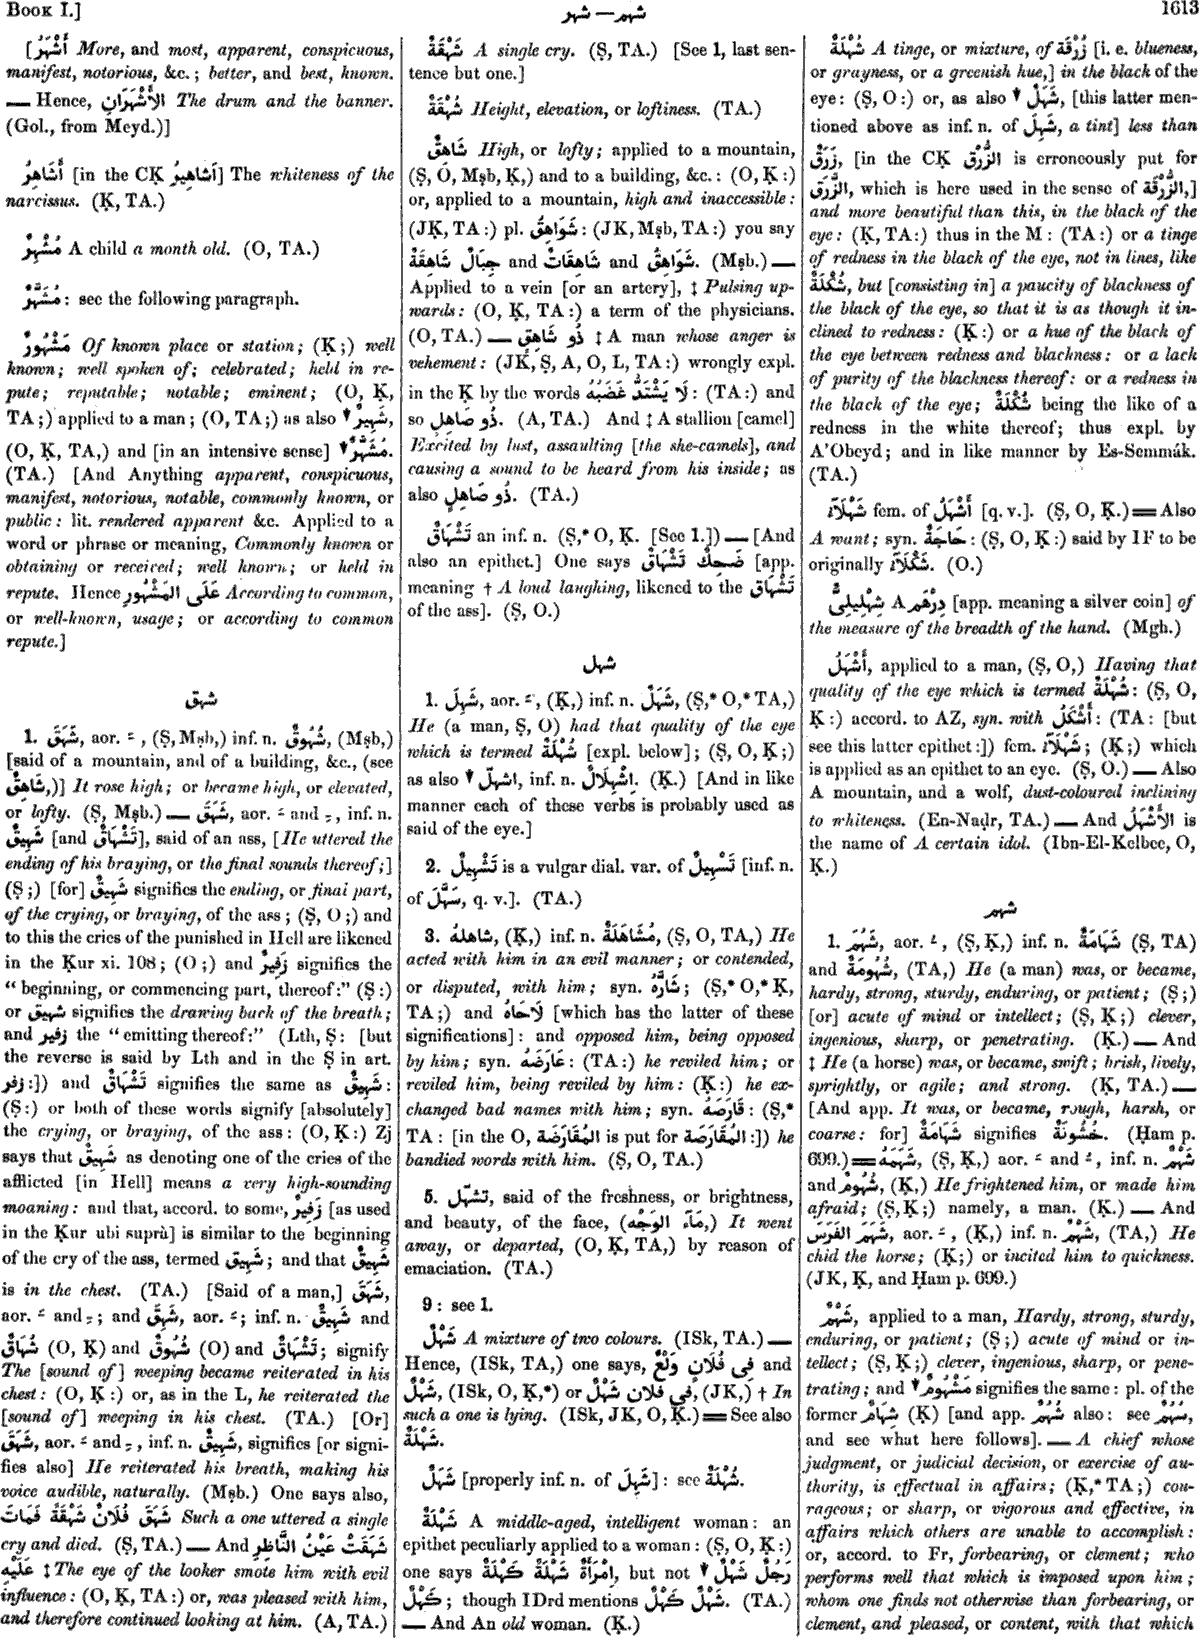 BOOK I.]
شهر — شهم
1613
[أَشْهَرُ More, and most, apparent, conspicuous,
manifest, notorious, &c.; better, and best, known.
— Hence, الأَشْهَرَانِ The drum and the banner.
(Gol., from Meyd.)]
أَشَاهِرُ [in the CḲ اَشاهِيرُ] The whiteness of the
narcissus. (Ḳ, TA.)
مُشْهِرٌ A child a month old. (O, TA.)
مُشَهَّرٌ: see the following paragraph.
مَشْهُورٌ Of known place or station; (Ḳ;) well
known; well spoken of; celebrated; held in re-
pute; reputable; notable; eminent; (O, Ḳ,
TA;) applied to a man; (O, TA;) as also ▼ شَهِيرٌ,
(O, Ḳ, TA,) and [in an intensive sense] ▼ مُشَهَّرٌ.
(TA.) [And Anything apparent, conspicuous,
manifest, notorious, notable, commonly known, or
public: lit. rendered apparent &c. Applied to a
word or phrase or meaning, Commonly known or
obtaining or received; well known; or held in
repute. Hence عَلَى المَشْهُورِ According to common,
or well-known, usage; or according to common
repute.]
شهق
1. شَهَقَ, aor. ـَ, (Ṣ, Mṣb,) inf. n. شُهُوقٌ, (Mṣb,)
[said of a mountain, and of a building, &c., (see
شَاهِقٌ,)] It rose high; or became high, or elevated,
or lofty. (Ṣ, Mṣb.) — شَهَقَ, aor. ـَ and ـِ, inf. n.
شَهِيقٌ [and تَشْهَاقٌ], said of an ass, [He uttered the
ending of his braying, or the final sounds thereof;]
(Ṣ;) [for] شَهِيقٌ signifies the ending, or final part,
of the crying, or braying, of the ass; (Ṣ, O;) and
to this the cries of the punished in Hell are likened
in the Ḳur xi. 108; (O;) and زَفِيرٌ signifies the
“beginning, or commencing part, thereof:” (Ṣ:)
or شهيق signifies the drawing back of the breath;
and زفير the “emitting thereof:” (Lth, Ṣ: [but
the reverse is said by Lth and in the Ṣ in art.
زفر:]) and تَشْهَاقٌ signifies the same as شَهِيقٌ:
(Ṣ:) or both of these words signify [absolutely]
the crying, or braying, of the ass: (O, Ḳ:) Zj
says that شَهِيقٌ as denoting one of the cries of the
afflicted [in Hell] means a very high-sounding
moaning: and that, accord. to some, زَفِيرٌ [as used
in the Ḳur ubi suprà] is similar to the beginning
of the cry of the ass, termed شَهِيق; and that شَهِيقٌ
is in the chest. (TA.) [Said of a man,] شَهَقَ,
aor. ـَ and ـِ; and شَهِقَ, aor. ـَ; inf. n. شَهِيقٌ and
شُهَاقٌ (O, Ḳ) and شُهُوقٌ (O) and تَشْهَاقٌ; signify
The [sound of] weeping became reiterated in his
chest: (O, Ḳ:) or, as in the L, he reiterated the
[sound of] weeping in his chest. (TA.) [Or]
شَهَقَ, aor. ـَ and ـِ, inf. n. شَهِيقٌ, signifies [or signi-
fies also] He reiterated his breath, making his
voice audible, naturally. (Mṣb.) One says also,
شَهَقَ فُلَانٌ شَهْقَةً فَمَاتَ Such a one uttered a single
cry and died. (Ṣ, TA.) — And شَهَقَتْ عَيْنُ النَّاظِرِ
عَلَيْهِ ‡ The eye of the looker smote him with evil
influence: (O, Ḳ, TA:) or, was pleased with him,
and therefore continued looking at him. (A, TA.)
شَهْقَةٌ A single cry. (Ṣ, TA.) [See 1, last sen-
tence but one.]
شُهْقَةٌ Height, elevation, or loftiness. (TA.)
شَاهِقٌ High, or lofty; applied to a mountain,
(Ṣ, O, Mṣb, Ḳ,) and to a building, &c.: (O, Ḳ:)
or, applied to a mountain, high and inaccessible:
(JḲ, TA:) pl. شَوَاهِقُ: (JK, Mṣb, TA:) you say
جِبَالٌ شَاهِقَةٌ and شَاهِقَاتٌ and شَوَاهِقُ. (Mṣb.) —
Applied to a vein [or an artery], ‡ Pulsing up-
wards: (O, Ḳ, TA:) a term of the physicians.
(O, TA.) — ذُو شَاهِقٍ ‡ A man whose anger is
vehement: (JK, Ṣ, A, O, L, TA:) wrongly expl.
in the Ḳ by the words لَا يَشْتَدُّ غَضَبُهُ: (TA:) and
so ذُو صَاهِلٍ. (A, TA.) And ‡ A stallion [camel]
Excited by lust, assaulting [the she-camels], and
causing a sound to be heard from his inside; as
also ذُو صَاهِلٍ. (TA.)
تَشْهَاقٌ an inf. n. (Ṣ,* O, Ḳ. [See 1.]) — [And
also an epithet.] One says ضَحِكٌ تَشْهَاقٌ [app.
meaning † A loud laughing, likened to the تَشْهَاق
of the ass]. (Ṣ, O.)
شهل
1. شَهِلَ, aor. ـَ, (Ḳ,) inf. n. شَهَلٌ, (Ṣ,* O,* TA,)
He (a man, Ṣ, O) had that quality of the eye
which is termed شُهْلَةٌ [expl. below]; (Ṣ, O, Ḳ;)
as also ▼ اشهلّ, inf. n. اِشْهِلَالٌ. (Ḳ.) [And in like
manner each of these verbs is probably used as
said of the eye.]
2. تَشْهِيلٌ is a vulgar dial. var. of تَسْهِيلٌ [inf. n.
of سَهَّلَ, q. v.]. (TA.)
3. شاهلهُ, (Ḳ,) inf. n. مُشَاهَلَةٌ, (Ṣ, O, TA,) He
acted with him in an evil manner; or contended,
or disputed, with him; syn. شَارَّهُ; (Ṣ,* O,* Ḳ,
TA;) and لَاحَاهُ [which has the latter of these
significations]: and opposed him, being opposed
by him; syn. عَارَضَهُ: (TA:) he reviled him; or
reviled him, being reviled by him: (Ḳ:) he ex-
changed bad names with him; syn. قَارَصَهُ: (Ṣ,*
TA: [in the O, المُقَارَضَة is put for المُقَارَصَة:]) he
bandied words with him. (Ṣ, O, TA.)
5. تشهّل, said of the freshness, or brightness,
and beauty, of the face, (مَآءُ الوَجْهِ,) It went
away, or departed, (O, Ḳ, TA,) by reason of
emaciation. (TA.)
9: see 1.
شَهْلٌ A mixture of two colours. (ISk, TA.) —
Hence, (ISk, TA,) one says, فِى فُلَانٍ وَلْعٌ and
شَهْلٌ, (ISk, O, Ḳ,*) or فِى فلان شَهْلٌ, (JK,) † In
such a one is lying. (ISk, JK, O, Ḳ.) ═ See also
شَهْلَةٌ.
شَهَلٌ [properly inf. n. of شَهِلَ]: see شُهْلَةٌ.
شَهْلَةٌ A middle-aged, intelligent woman: an
epithet peculiarly applied to a woman: (Ṣ, O, Ḳ:)
one says اِمْرَأَةٌ شَهْلَةٌ كَهْلَةٌ, but not ▼ رَجُلٌ شَهْلٌ
كَهْلٌ; though IDrd mentions شَهْلٌ كَهْلٌ. (TA.)
— And An old woman. (Ḳ.)
شُهْلَةٌ A tinge, or mixture, of زُرْقَة [i. e. blueness,
or grayness, or a greenish hue,] in the black of the
eye: (Ṣ, O:) or, as also ▼ شَهَلٌ, [this latter men-
tioned above as inf. n. of شَهِلَ, a tint] less than
زَرَقٌ, [in the CḲ الزُّرْقِ is erroneously put for
الزَّرَقِ, which is here used in the sense of الزُّرْقَة,]
and more beautiful than this, in the black of the
eye: (Ḳ, TA:) thus in the M: (TA:) or a tinge
of redness in the black of the eye, not in lines, like
شُكْلَةٌ, but [consisting in] a paucity of blackness of
the black of the eye, so that it is as though it in-
clined to redness: (Ḳ:) or a hue of the black of
the eye between redness and blackness: or a lack
of purity of the blackness thereof: or a redness in
the black of the eye; شُكْلَةٌ being the like of a
redness in the white thereof; thus expl. by
A'Obeyd; and in like manner by Es-Semmák.
(TA.)
شَهْلَآءُ fem. of أَشْهَلُ [q. v.]. (Ṣ, O, Ḳ.) ═ Also
A want; syn. حَاجَةٌ: (Ṣ, O, Ḳ:) said by IF to be
originally شَكْلَآءُ. (O.)
شِهْلِيلِىٌّ A دِرْهَم [app. meaning a silver coin] of
the measure of the breadth of the hand. (Mgh.)
أَشْهَلُ, applied to a man, (Ṣ, O,) Having that
quality of the eye which is termed شُهْلَةٌ: (Ṣ, O,
Ḳ:) accord. to AZ, syn. with أَشْكَلُ: (TA: [but
see this latter epithet:]) fem. شَهْلَآءُ; (Ḳ;) which
is applied as an epithet to an eye. (Ṣ, O.) — Also
A mountain, and a wolf, dust-coloured inclining
to whiteness. (En-Naḍr, TA.) — And الأَشْهَلُ is
the name of A certain idol. (Ibn-El-Kelbee, O,
Ḳ.)
شهم
1. شَهُمَ, aor. ـُ, (Ṣ, Ḳ,) inf. n. شَهَامَةٌ (Ṣ, TA)
and شُهُومَةٌ, (TA,) He (a man) was, or became,
hardy, strong, sturdy, enduring, or patient; (Ṣ;)
[or] acute of mind or intellect; (Ṣ, Ḳ;) clever,
ingenious, sharp, or penetrating. (Ḳ.) — And
‡ He (a horse) was, or became, swift; brisk, lively,
sprightly, or agile; and strong. (Ḳ, TA.) —
[And app. It was, or became, rough, harsh, or
coarse: for] شَهَامَةٌ signifies خُشُونَةٌ. (Ḥam p.
699.) ═ شَهَمَهُ, (Ṣ, Ḳ,) aor. ـَ and ـُ, inf. n. شَهْمٌ
and شُهُومٌ, (Ḳ,) He frightened him, or made him
afraid; (Ṣ, Ḳ;) namely, a man. (Ḳ.) — And
شَهَمَ الفَرَسَ, aor. ـَ, (Ḳ,) inf. n. شَهْمٌ, (TA,) He
chid the horse; (Ḳ;) or incited him to quickness.
(JK, Ḳ, and Ḥam p. 699.)
شَهْمٌ, applied to a man, Hardy, strong, sturdy,
enduring, or patient; (Ṣ;) acute of mind or in-
tellect; (Ṣ, Ḳ;) clever, ingenious, sharp, or pene-
trating; and ▼ مَشْهُومٌ signifies the same: pl. of the
former شِهَامٌ (Ḳ) [and app. شُهُمٌ also: see سُهُمٌ,
and see what here follows]. — A chief whose
judgment, or judicial decision, or exercise of au-
thority, is effectual in affairs; (Ḳ,* TA;) cou-
rageous; or sharp, or vigorous and effective, in
affairs which others are unable to accomplish:
or, accord. to Fr, forbearing, or clement; who
performs well that which is imposed upon him;
whom one finds not otherwise than forbearing, or
clement, and pleased, or content, with that which